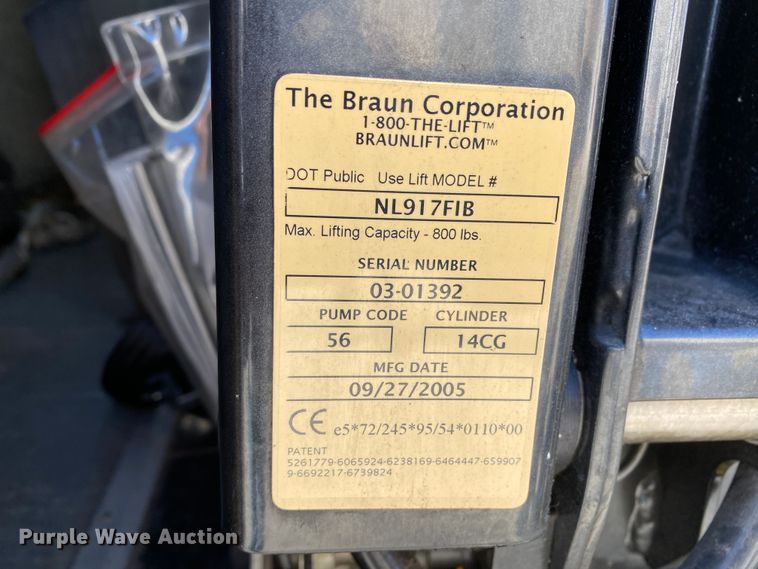 The Braun Corporation
1-800-THE-LIFT™
BRAUNLIFT.COM™
DOT Public Use Lift MODEL #
NL917FIB
Max. Lifting Capacity - 800 lbs.
SERIAL NUMBER
03-01392
PUMP CODE CYLINDER
56 14CG
MFG DATE
09/27/2005
CE e5*72/245*95/54*0110*00
PATENT
5261779-6065924-6238169-6464447-659907
9-6692217-6739824
Purple Wave Auction